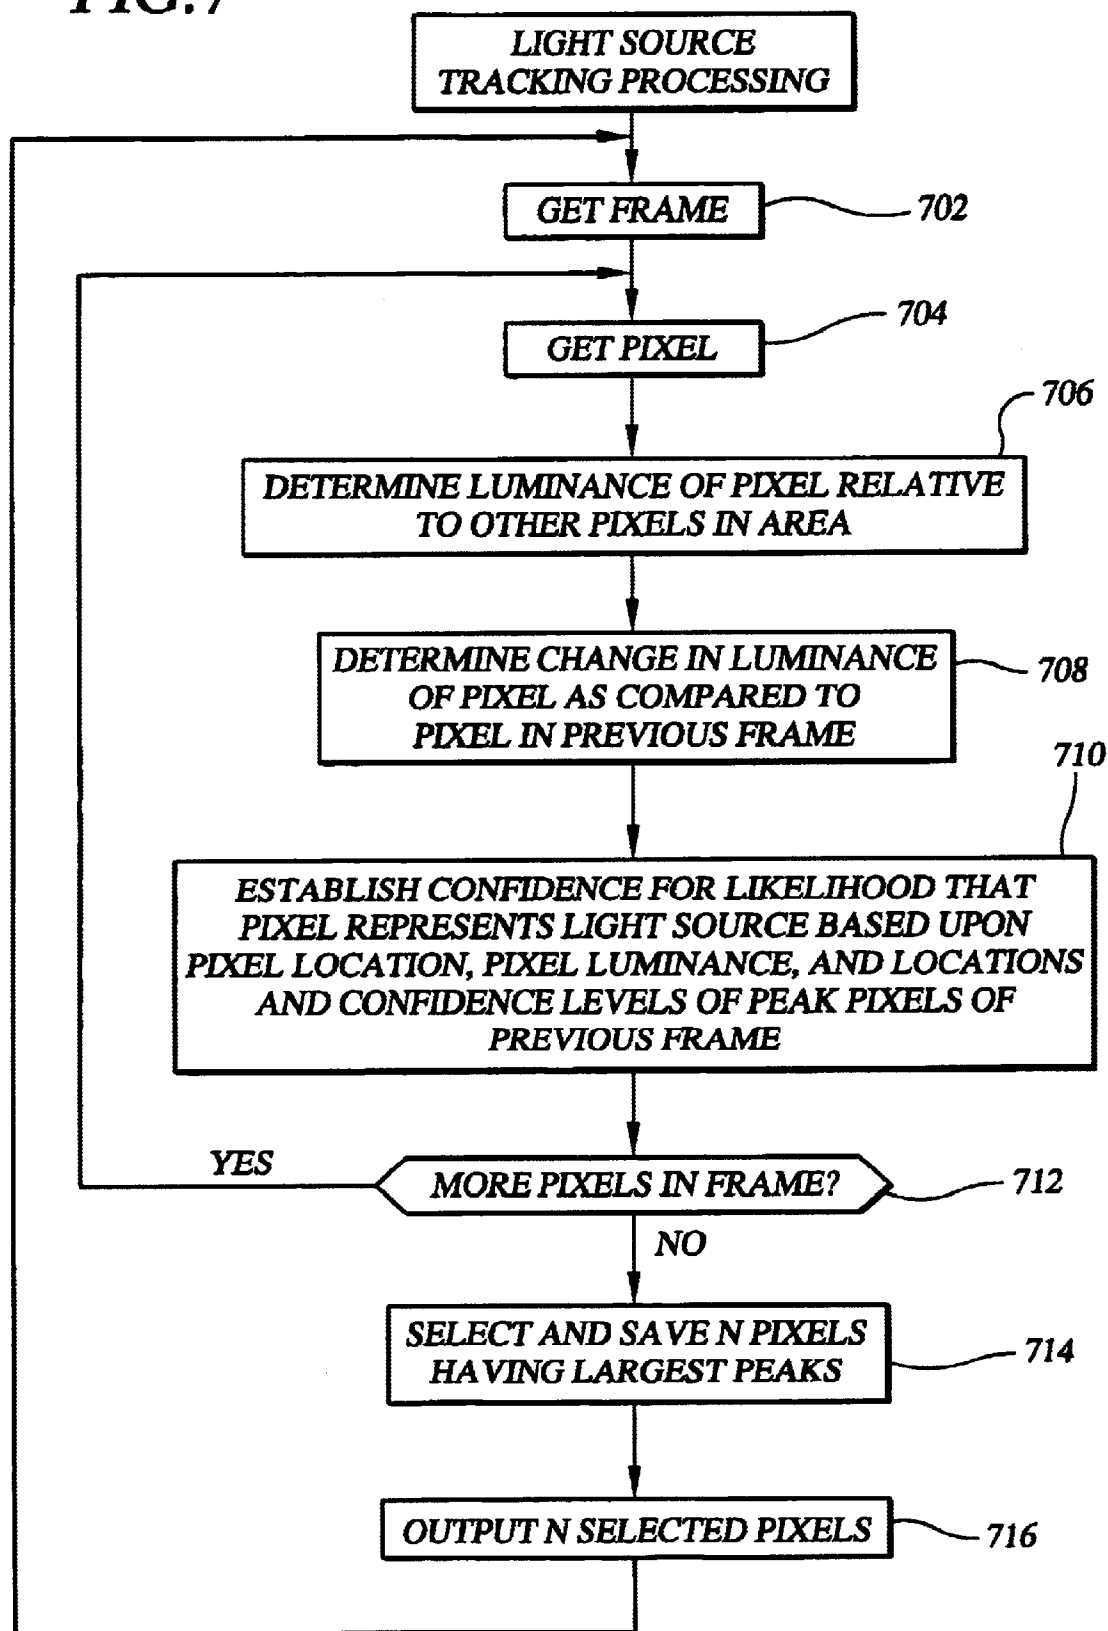 FIG.7
LIGHT SOURCE
TRACKING PROCESSING
GET FRAME
702
GET PIXEL
704
706
DETERMINE LUMINANCE OF PIXEL RELATIVE
TO OTHER PIXELS IN AREA
DETERMINE CHANGE IN LUMINANCE
OF PIXEL AS COMPARED TO
PIXEL IN PREVIOUS FRAME
708
710
ESTABLISH CONFIDENCE FOR LIKELIHOOD THAT
PIXEL REPRESENTS LIGHT SOURCE BASED UPON
PIXEL LOCATION, PIXEL LUMINANCE, AND LOCATIONS
AND CONFIDENCE LEVELS OF PEAK PIXELS OF
PREVIOUS FRAME
YES
MORE PIXELS IN FRAME?
712
NO
SELECT AND SAVE N PIXELS
HAVING LARGEST PEAKS
714
OUTPUT N SELECTED PIXELS
716